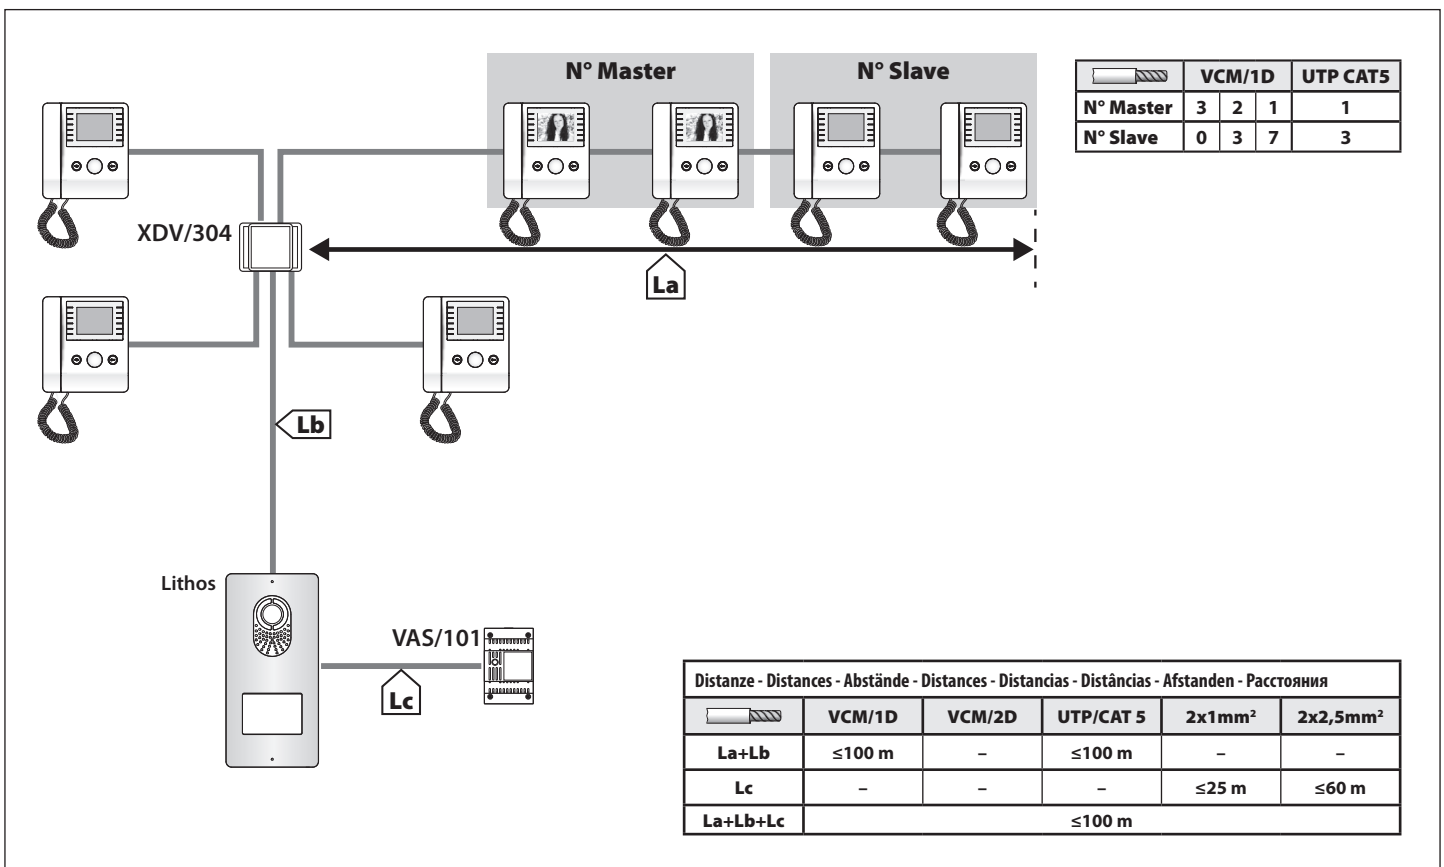 N° Master
N° Slave
VCM/1D UTP CAT5
N° Master 3 2 1 1
N° Slave 0 3 7 3
XDV/304
La
Lb
Lithos
VAS/101
Lc
Distanze - Distances - Abstände - Distances - Distancias - Distâncias - Afstanden - Расстояния
VCM/1D VCM/2D UTP/CAT 5 2x1mm² 2x2,5mm²
La+Lb ≤100 m – ≤100 m – –
Lc – – – ≤25 m ≤60 m
La+Lb+Lc ≤100 m